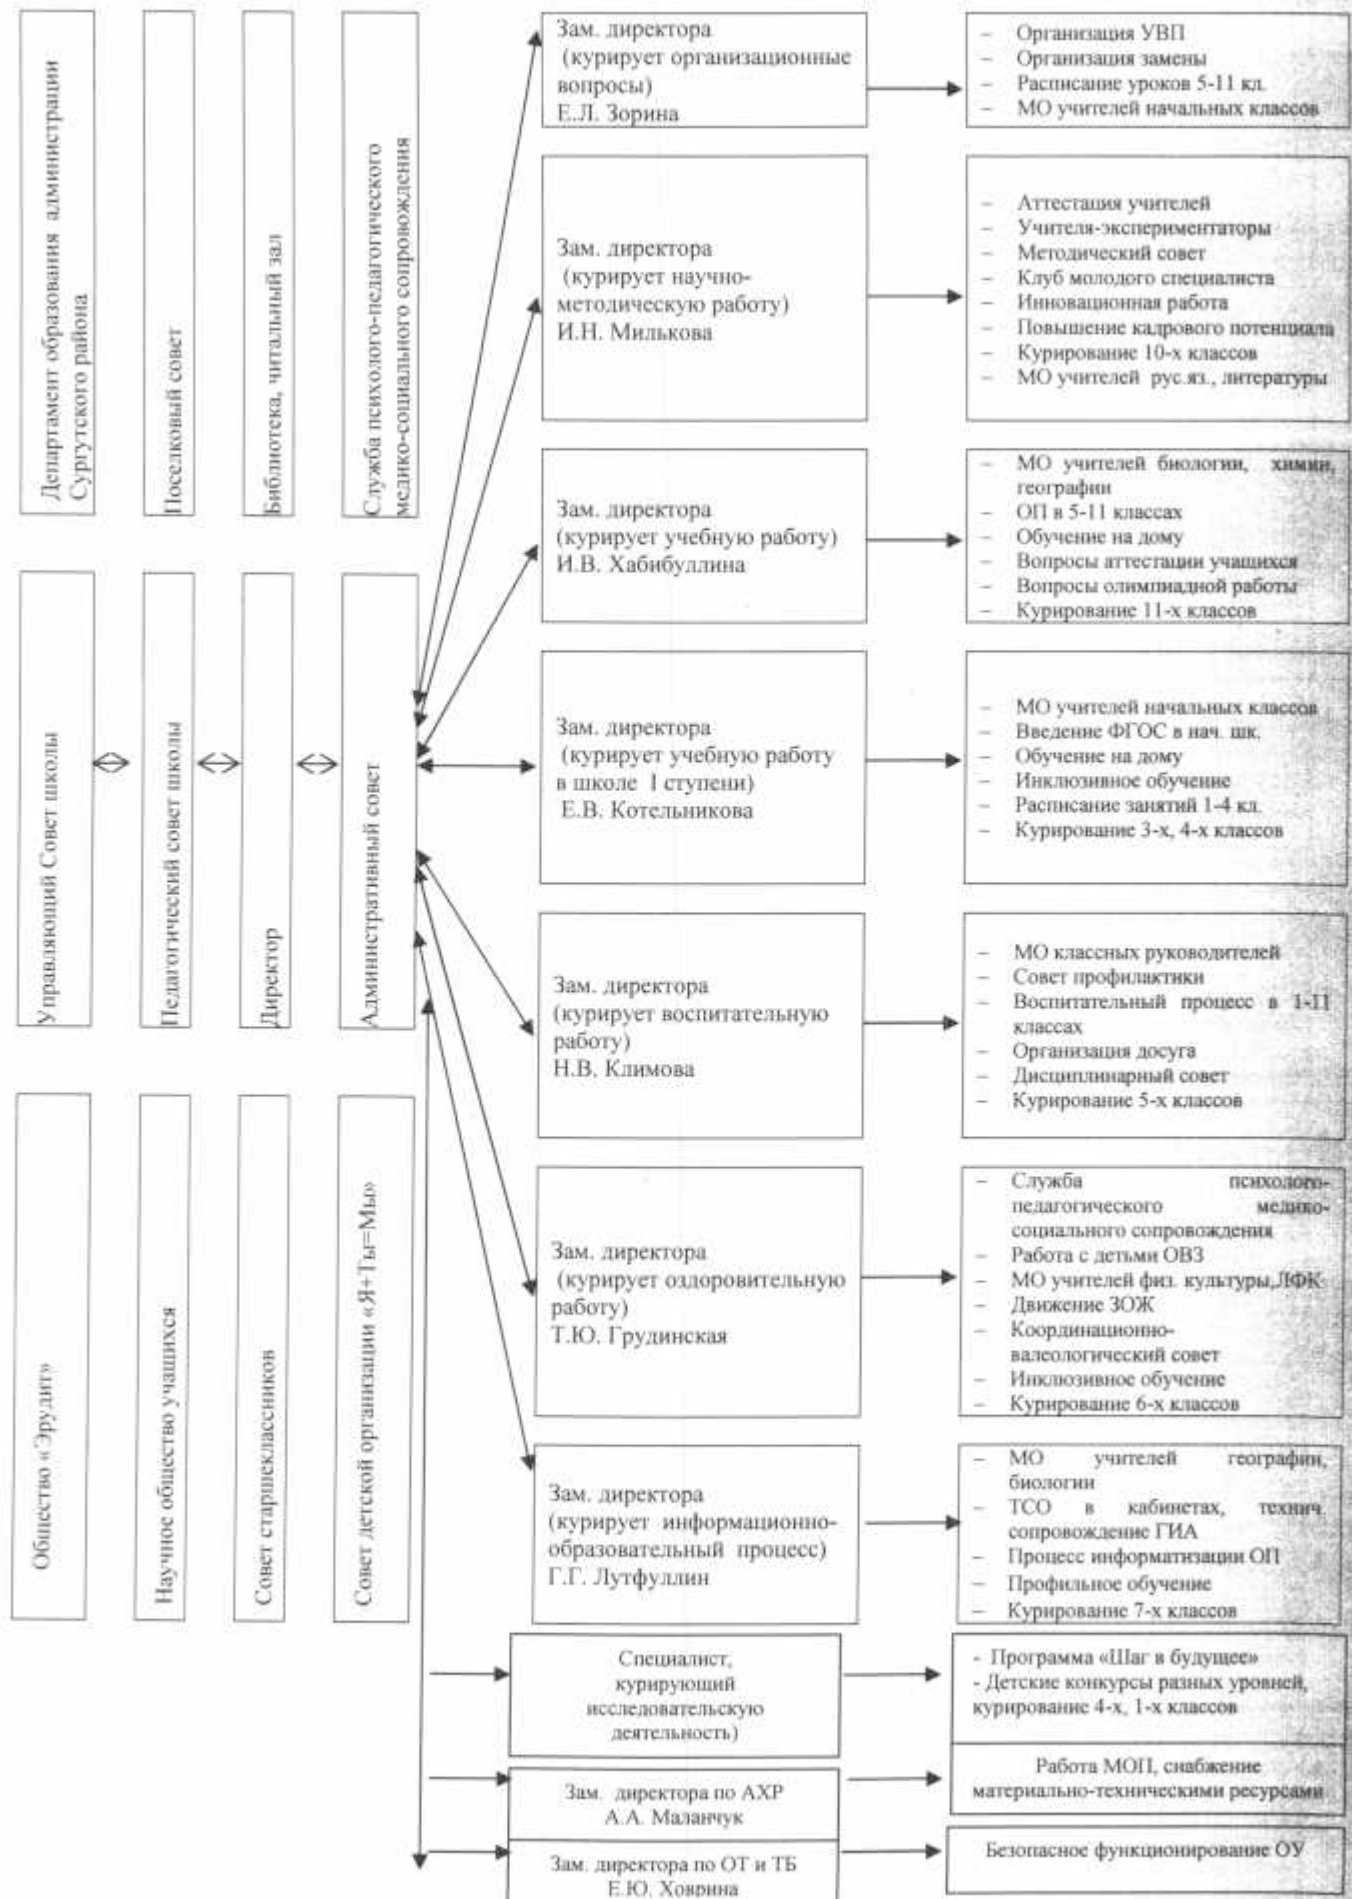 Департамент образования администрации
Сургутского района
Поселковый совет
Библиотека, читальный зал
Служба психолого-педагогического
медико-социального сопровождения
Управляющий Совет школы
Педагогический совет школы
Директор
Административный совет
Общество «Эрудит»
Научное общество учащихся
Совет старшеклассников
Совет детской организации «Я+Ты=Мы»
Зам. директора
(курирует организационные
вопросы)
Е.Л. Зорина
– Организация УВП
– Организация замены
– Расписание уроков 5-11 кл.
– МО учителей начальных классов
Зам. директора
(курирует научно-
методическую работу)
И.Н. Милькова
– Аттестация учителей
– Учителя-экспериментаторы
– Методический совет
– Клуб молодого специалиста
– Инновационная работа
– Повышение кадрового потенциала
– Курирование 10-х классов
– МО учителей рус.яз., литературы
Зам. директора
(курирует учебную работу)
И.В. Хабибуллина
– МО учителей биологии, химии,
географии
– ОП в 5-11 классах
– Обучение на дому
– Вопросы аттестации учащихся
– Вопросы олимпиадной работы
– Курирование 11-х классов
Зам. директора
(курирует учебную работу
в школе I ступени)
Е.В. Котельникова
– МО учителей начальных классов
– Введение ФГОС в нач. шк.
– Обучение на дому
– Инклюзивное обучение
– Расписание занятий 1-4 кл.
– Курирование 3-х, 4-х классов
Зам. директора
(курирует воспитательную
работу)
Н.В. Климова
– МО классных руководителей
– Совет профилактики
– Воспитательный процесс в 1-11
классах
– Организация досуга
– Дисциплинарный совет
– Курирование 5-х классов
Зам. директора
(курирует оздоровительную
работу)
Т.Ю. Грудинская
– Служба психолого-
педагогического медико-
социального сопровождения
– Работа с детьми ОВЗ
– МО учителей физ. культуры,ЛФК
– Движение ЗОЖ
– Координационно-
валеологический совет
– Инклюзивное обучение
– Курирование 6-х классов
Зам. директора
(курирует информационно-
образовательный процесс)
Г.Г. Лутфуллин
– МО учителей географии,
биологии
– ТСО в кабинетах, технич.
сопровождение ГИА
– Процесс информатизации ОП
– Профильное обучение
– Курирование 7-х классов
Специалист,
курирующий
исследовательскую
деятельность)
- Программа «Шаг в будущее»
- Детские конкурсы разных уровней,
курирование 4-х, 1-х классов
Зам. директора по АХР
А.А. Маланчук
Работа МОП, снабжение
материально-техническими ресурсами
Зам. директора по ОТ и ТБ
Е.Ю. Ховрина
Безопасное функционирование ОУ